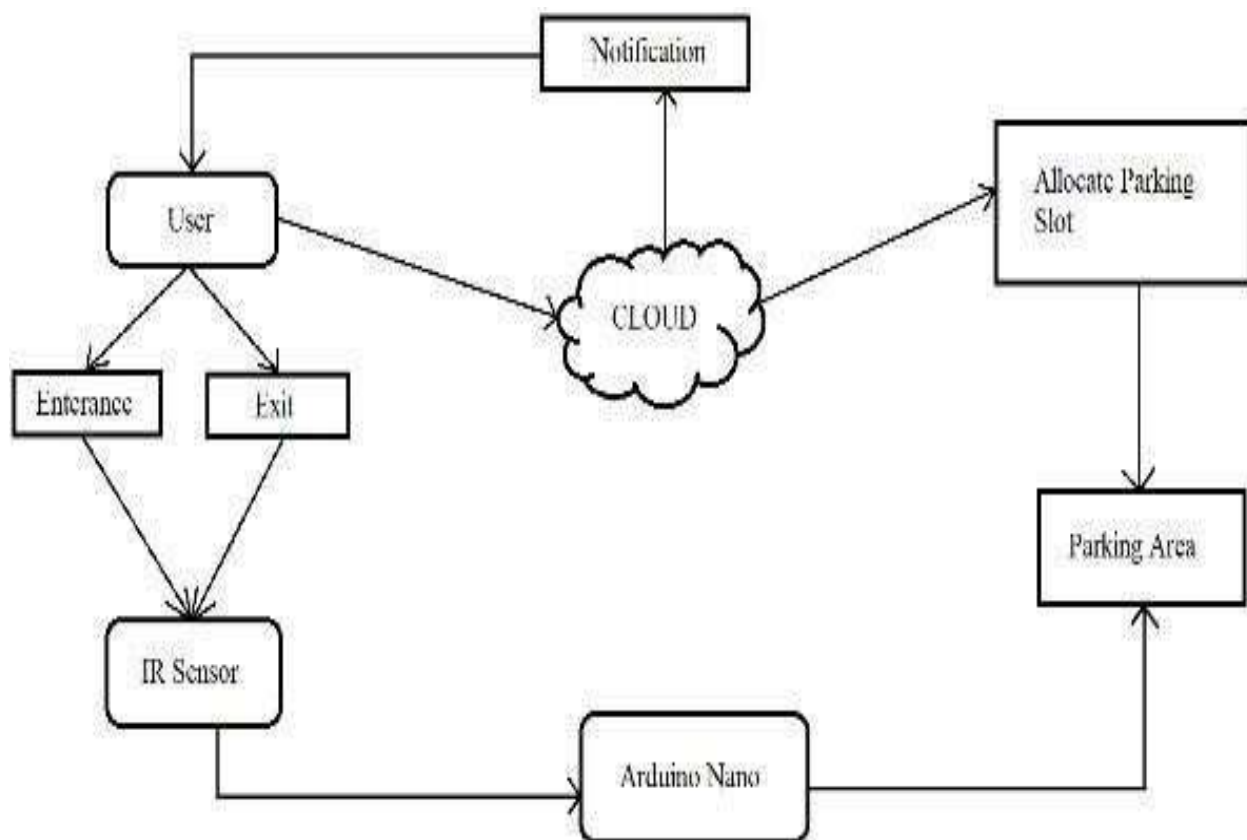 Notification
Allocate Parking
Slot
User
CLOUD
Enterance
Exit
Parking Area
IR Sensor
Arduino Nano